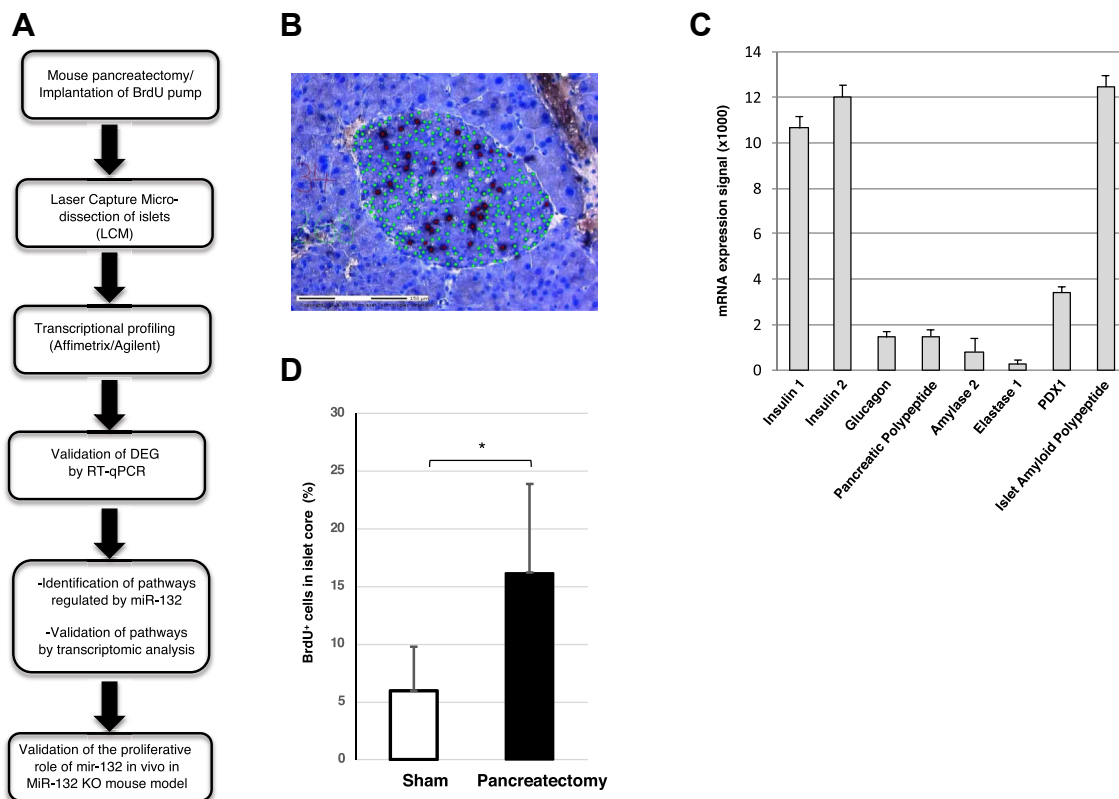 A
Mouse pancreatectomy/
Implantation of BrdU pump
Laser Capture Micro-
dissection of islets
(LCM)
Transcriptional profiling
(Affimetrix/Agilent)
Validation of DEG
by RT-qPCR
-Identification of pathways
regulated by miR-132
-Validation of pathways
by transcriptomic analysis
Validation of the proliferative
role of mir-132 in vivo in
MiR-132 KO mouse model
B
150 µm
C
mRNA expression signal (x1000)
14
12
10
8
6
4
2
0
Insulin 1
Insulin 2
Glucagon
Pancreatic Polypeptide
Amylase 2
Elastase 1
PDX1
Islet Amyloid Polypeptide
D
BrdU⁺ cells in islet core (%)
30
25
20
15
10
5
0
*
Sham
Pancreatectomy